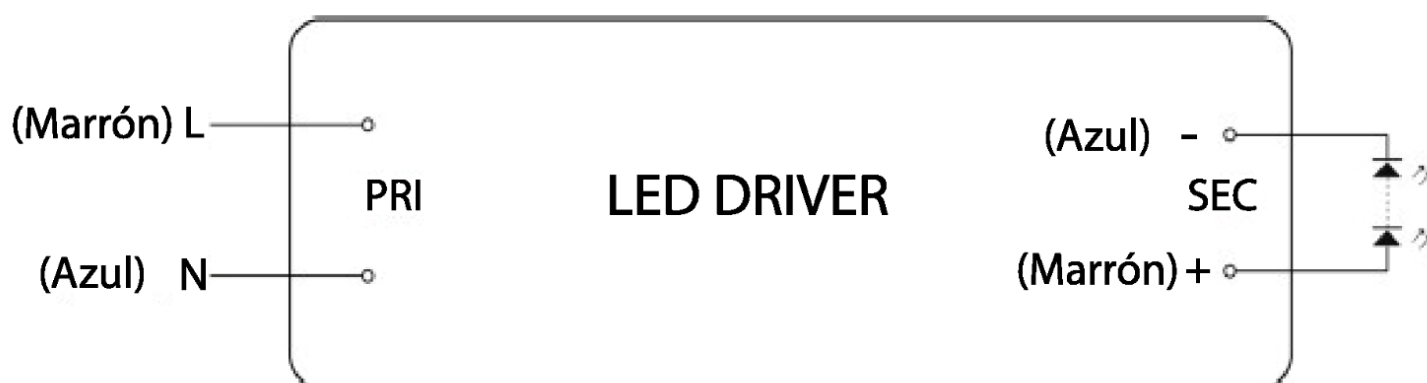 (Marrón) L
PRI
(Azul) N
LED DRIVER
(Azul) -
SEC
(Marrón) +